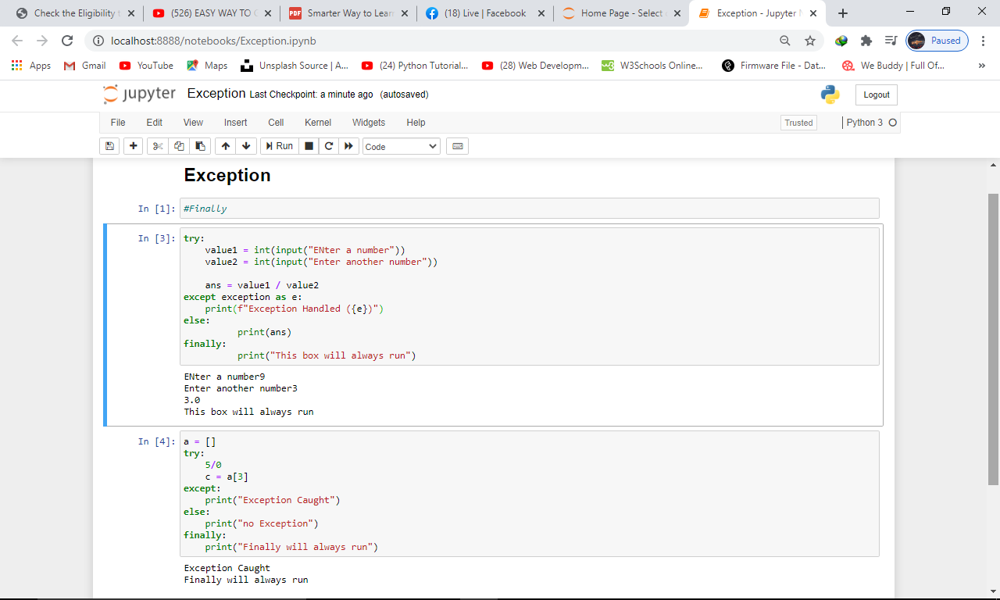 Check the Eligibility t
(526) EASY WAY TO C
PDF Smarter Way to Lear
(18) Live | Facebook
Home Page - Select
Exception - Jupyter N
localhost:8888/notebooks/Exception.ipynb
Paused
Apps
Gmail
YouTube
Maps
Unsplash Source | A...
(24) Python Tutorial...
(28) Web Developm...
W3Schools Online...
Firmware File - Dat...
We Buddy | Full Of...
»
jupyter Exception Last Checkpoint: a minute ago (autosaved)
Logout
File Edit View Insert Cell Kernel Widgets Help
Trusted
Python 3
Run
Code
Exception
In [1]: #Finally
In [3]: try:
    value1 = int(input("ENter a number"))
    value2 = int(input("Enter another number"))
    ans = value1 / value2
except exception as e:
    print(f"Exception Handled ({e})")
else:
          print(ans)
finally:
          print("This box will always run")
ENter a number9
Enter another number3
3.0
This box will always run
In [4]: a = []
try:
    5/0
    c = a[3]
except:
    print("Exception Caught")
else:
    print("no Exception")
finally:
    print("Finally will always run")
Exception Caught
Finally will always run